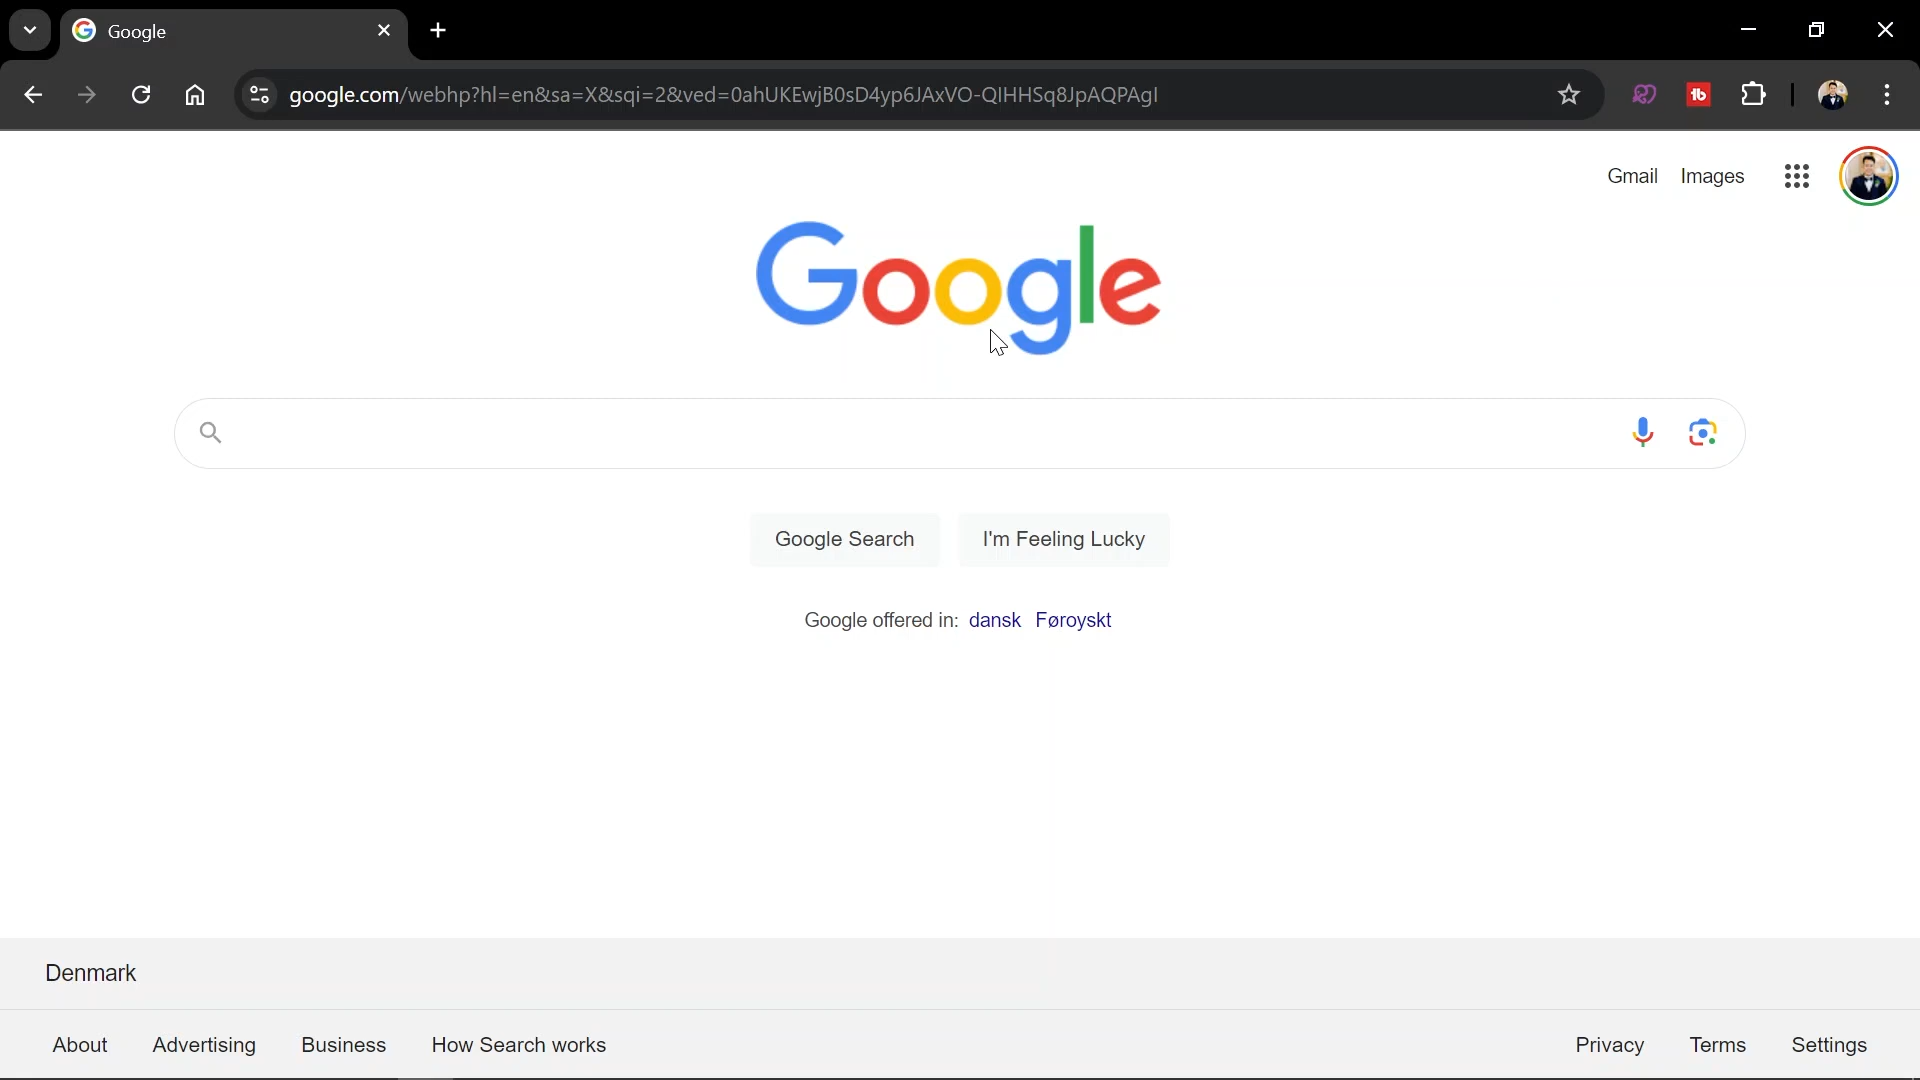 Google
google.com/webhp?hl=en&sa=X&sqi=2&ved=0ahUKEwjB0sD4yp6JAxVO-QIHHSq8JpAQPAgI
Gmail Images
Google
Google Search I'm Feeling Lucky
Google offered in: dansk Føroyskt
Denmark
About Advertising Business How Search works Privacy Terms Settings